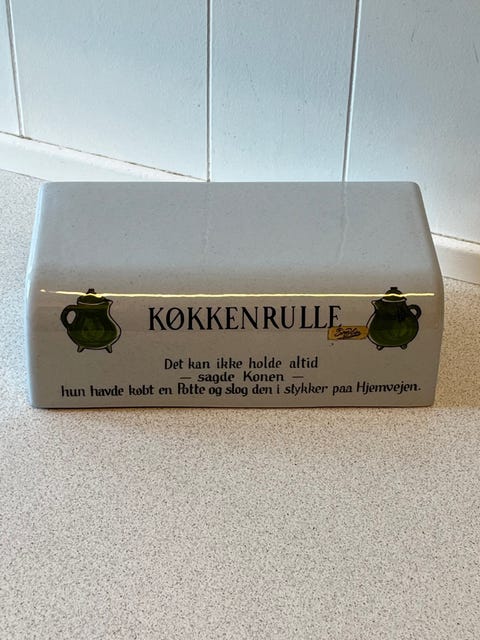 KØKKENRULLE
Det kan ikke holde altid
— sagde Konen —
hun havde købt en Potte og slog den i stykker paa Hjemvejen.